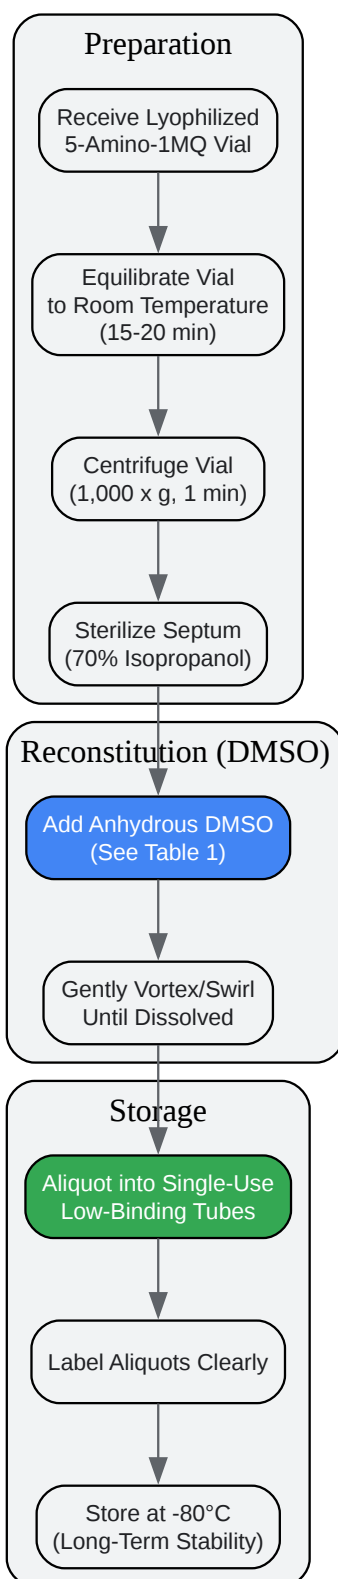 Preparation
Receive Lyophilized
5-Amino-1MQ Vial
Equilibrate Vial
to Room Temperature
(15-20 min)
Centrifuge Vial
(1,000 x g, 1 min)
Sterilize Septum
(70% Isopropanol)
Reconstitution (DMSO)
Add Anhydrous DMSO
(See Table 1)
Gently Vortex/Swirl
Until Dissolved
Storage
Aliquot into Single-Use
Low-Binding Tubes
Label Aliquots Clearly
Store at -80°C
(Long-Term Stability)